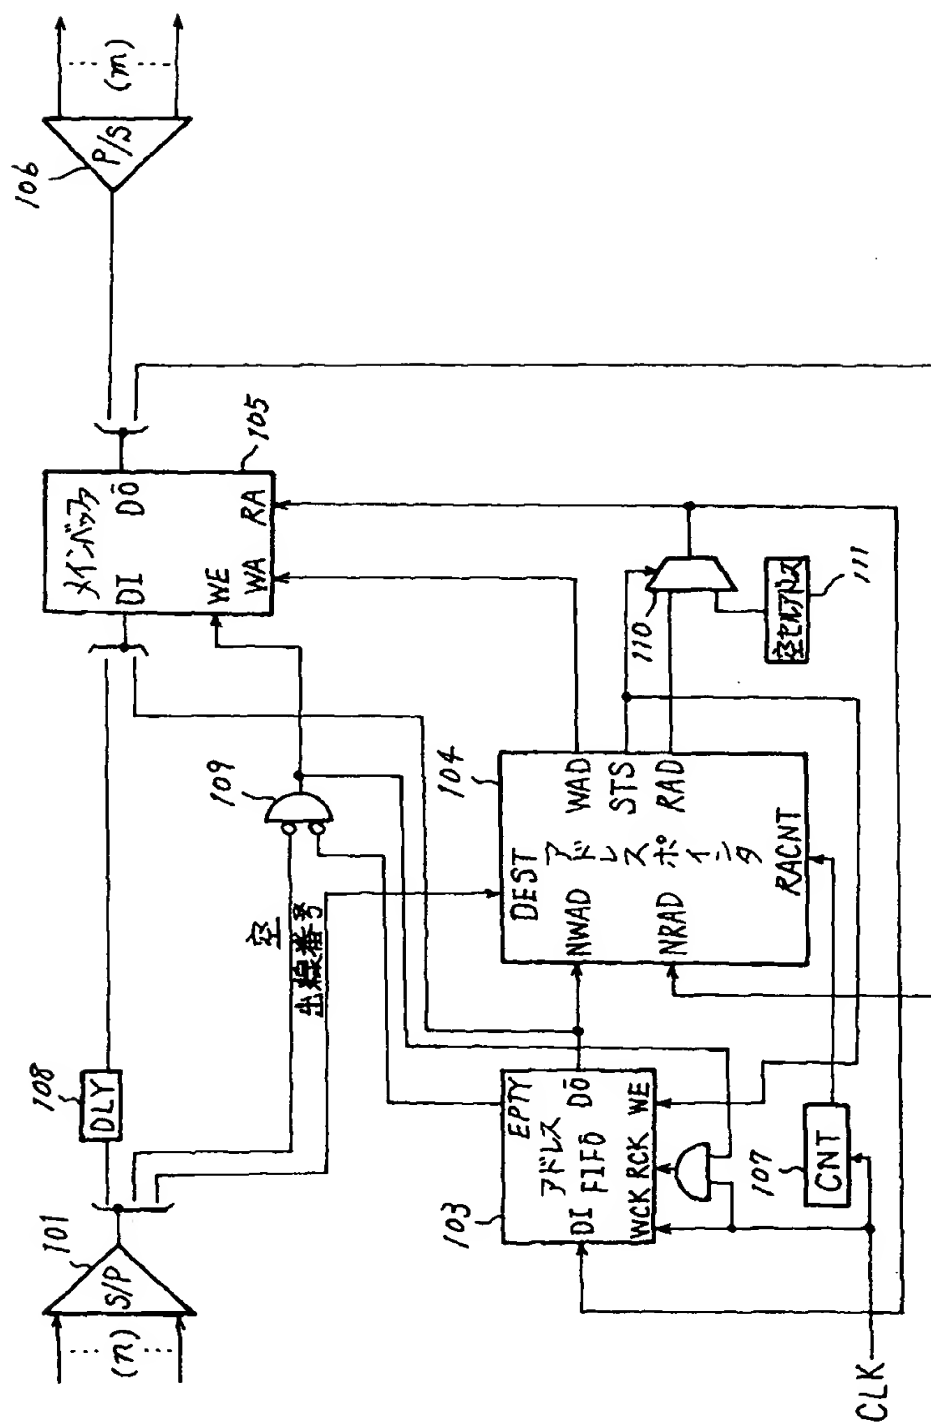 (n)
S/P
101
DLY
108
空
出線番号
109
メインバッファ
DI
DŌ
WE
WA
RA
105
P/S
106
(m)
103
EPTY
アドレス
FIFŌ
DI
DŌ
WCK
RCK
WE
104
DEST
NWAD
NRAD
アドレスポインタ
WAD
STS
RAD
RACNT
110
空セルアドレス
111
107
CNT
CLK